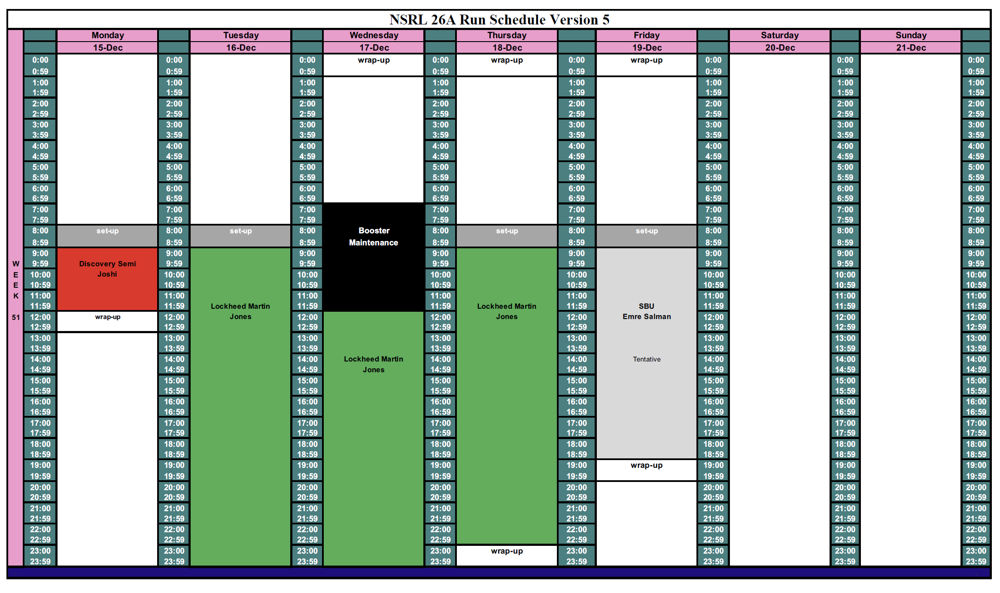 NSRL 26A Run Schedule Version 5
Monday Tuesday Wednesday Thursday Friday Saturday Sunday
15-Dec 16-Dec 17-Dec 18-Dec 19-Dec 20-Dec 21-Dec
0:00 0:00 0:00 wrap-up 0:00 wrap-up 0:00 wrap-up 0:00 0:00 0:00
0:59 0:59 0:59 0:59 0:59 0:59 0:59 0:59
1:00 1:00 1:00 1:00 1:00 1:00 1:00 1:00
1:59 1:59 1:59 1:59 1:59 1:59 1:59 1:59
2:00 2:00 2:00 2:00 2:00 2:00 2:00 2:00
2:59 2:59 2:59 2:59 2:59 2:59 2:59 2:59
3:00 3:00 3:00 3:00 3:00 3:00 3:00 3:00
3:59 3:59 3:59 3:59 3:59 3:59 3:59 3:59
4:00 4:00 4:00 4:00 4:00 4:00 4:00 4:00
4:59 4:59 4:59 4:59 4:59 4:59 4:59 4:59
5:00 5:00 5:00 5:00 5:00 5:00 5:00 5:00
5:59 5:59 5:59 5:59 5:59 5:59 5:59 5:59
6:00 6:00 6:00 6:00 6:00 6:00 6:00 6:00
6:59 6:59 6:59 6:59 6:59 6:59 6:59 6:59
7:00 7:00 7:00 7:00 7:00 7:00 7:00 7:00
7:59 7:59 7:59 7:59 7:59 7:59 7:59 7:59
8:00 set-up 8:00 set-up 8:00 Booster 8:00 set-up 8:00 set-up 8:00 8:00 8:00
8:59 8:59 8:59 Maintenance 8:59 8:59 8:59 8:59 8:59
9:00 9:00 9:00 9:00 9:00 9:00 9:00 9:00
W 9:59 Discovery Semi 9:59 9:59 9:59 9:59 9:59 9:59 9:59
E 10:00 Joshi 10:00 10:00 10:00 10:00 10:00 10:00 10:00
E 10:59 10:59 10:59 10:59 10:59 10:59 10:59 10:59
K 11:00 11:00 11:00 11:00 11:00 11:00 11:00 11:00
11:59 11:59 Lockheed Martin 11:59 11:59 Lockheed Martin 11:59 SBU 11:59 11:59 11:59
51 12:00 wrap-up 12:00 Jones 12:00 12:00 Jones 12:00 Emre Salman 12:00 12:00 12:00
12:59 12:59 12:59 12:59 12:59 12:59 12:59 12:59
13:00 13:00 13:00 13:00 13:00 13:00 13:00 13:00
13:59 13:59 13:59 13:59 13:59 13:59 13:59 13:59
14:00 14:00 14:00 Lockheed Martin 14:00 14:00 Tentative 14:00 14:00 14:00
14:59 14:59 14:59 Jones 14:59 14:59 14:59 14:59 14:59
15:00 15:00 15:00 15:00 15:00 15:00 15:00 15:00
15:59 15:59 15:59 15:59 15:59 15:59 15:59 15:59
16:00 16:00 16:00 16:00 16:00 16:00 16:00 16:00
16:59 16:59 16:59 16:59 16:59 16:59 16:59 16:59
17:00 17:00 17:00 17:00 17:00 17:00 17:00 17:00
17:59 17:59 17:59 17:59 17:59 17:59 17:59 17:59
18:00 18:00 18:00 18:00 18:00 18:00 18:00 18:00
18:59 18:59 18:59 18:59 18:59 18:59 18:59 18:59
19:00 19:00 19:00 19:00 19:00 wrap-up 19:00 19:00 19:00
19:59 19:59 19:59 19:59 19:59 19:59 19:59 19:59
20:00 20:00 20:00 20:00 20:00 20:00 20:00 20:00
20:59 20:59 20:59 20:59 20:59 20:59 20:59 20:59
21:00 21:00 21:00 21:00 21:00 21:00 21:00 21:00
21:59 21:59 21:59 21:59 21:59 21:59 21:59 21:59
22:00 22:00 22:00 22:00 22:00 22:00 22:00 22:00
22:59 22:59 22:59 22:59 22:59 22:59 22:59 22:59
23:00 23:00 23:00 23:00 wrap-up 23:00 23:00 23:00 23:00
23:59 23:59 23:59 23:59 23:59 23:59 23:59 23:59